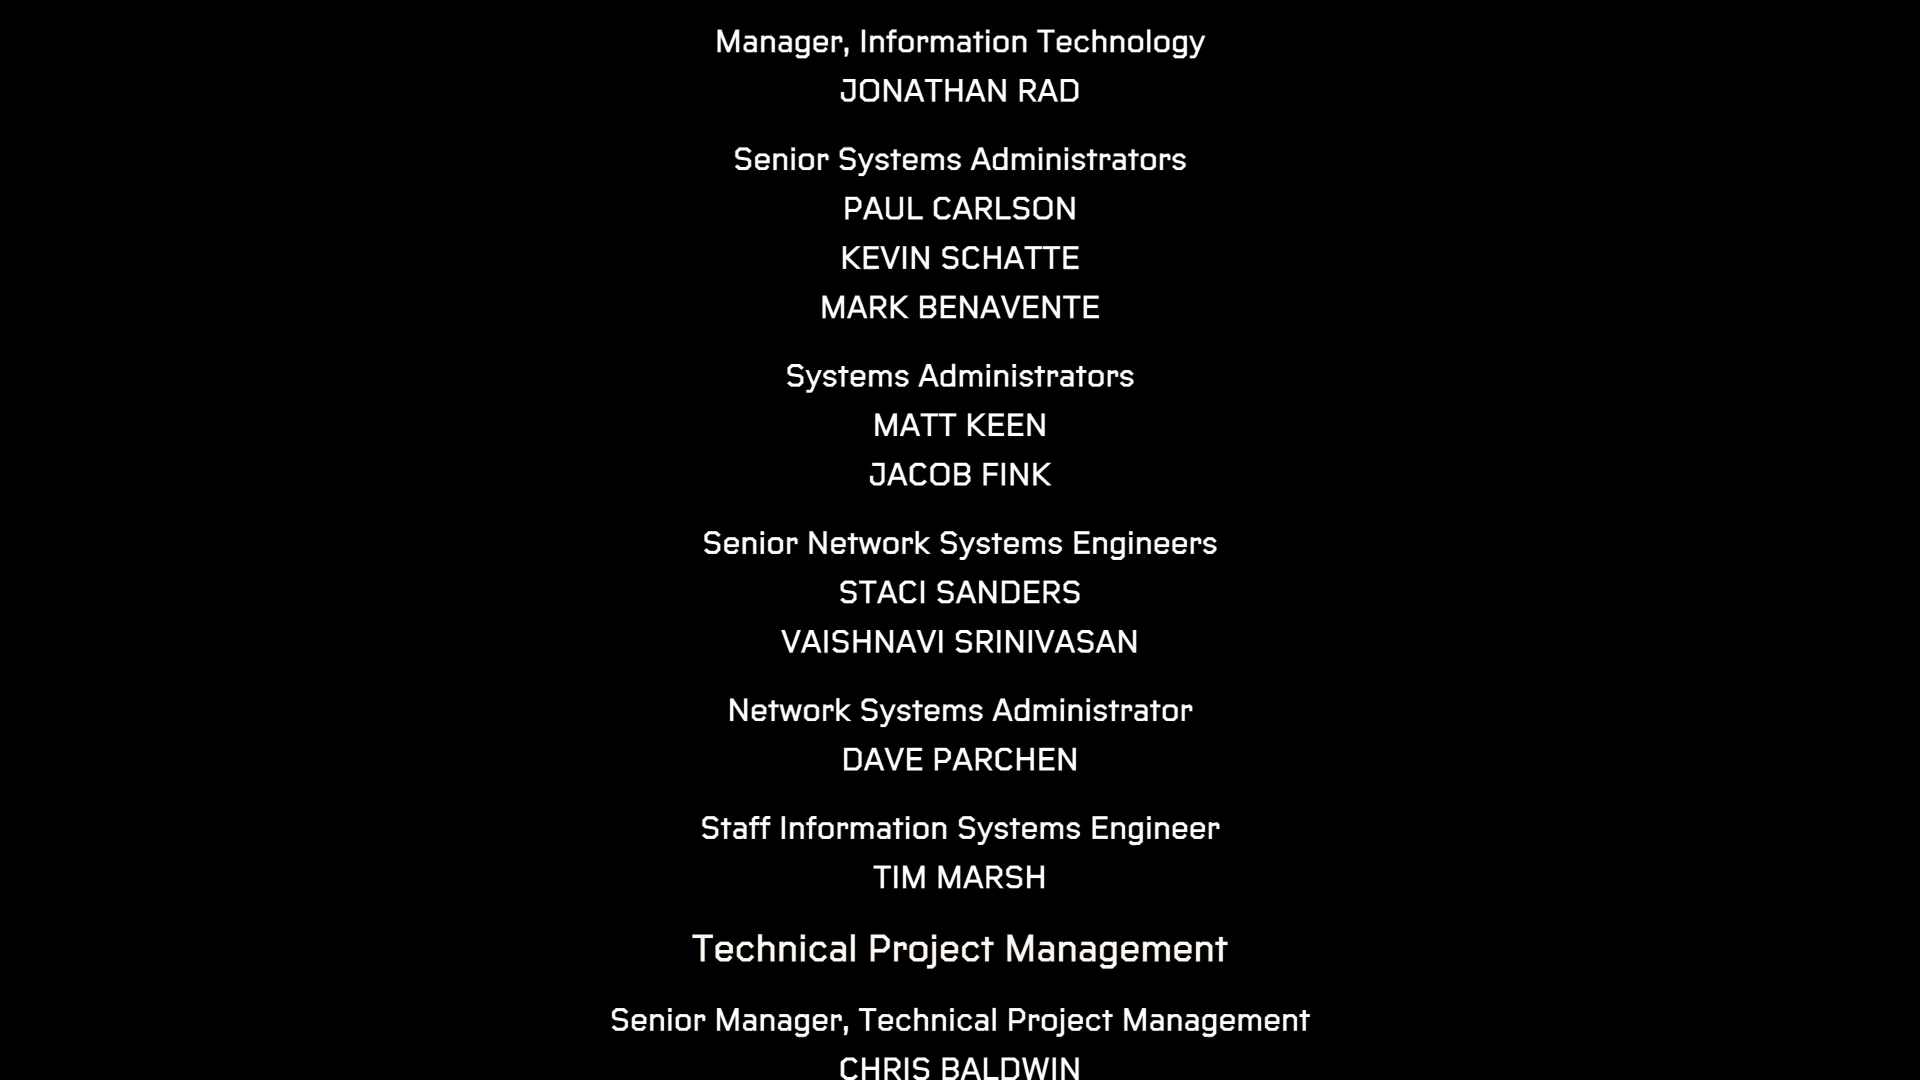 Manager, Information Technology
JONATHAN RAD
Senior Systems Administrators
PAUL CARLSON
KEVIN SCHATTE
MARK BENAVENTE
Systems Administrators
MATT KEEN
JACOB FINK
Senior Network Systems Engineers
STACI SANDERS
VAISHNAVI SRINIVASAN
Network Systems Administrator
DAVE PARCHEN
Staff Information Systems Engineer
TIM MARSH
Technical Project Management
Senior Manager, Technical Project Management
CHRIS BALDWIN